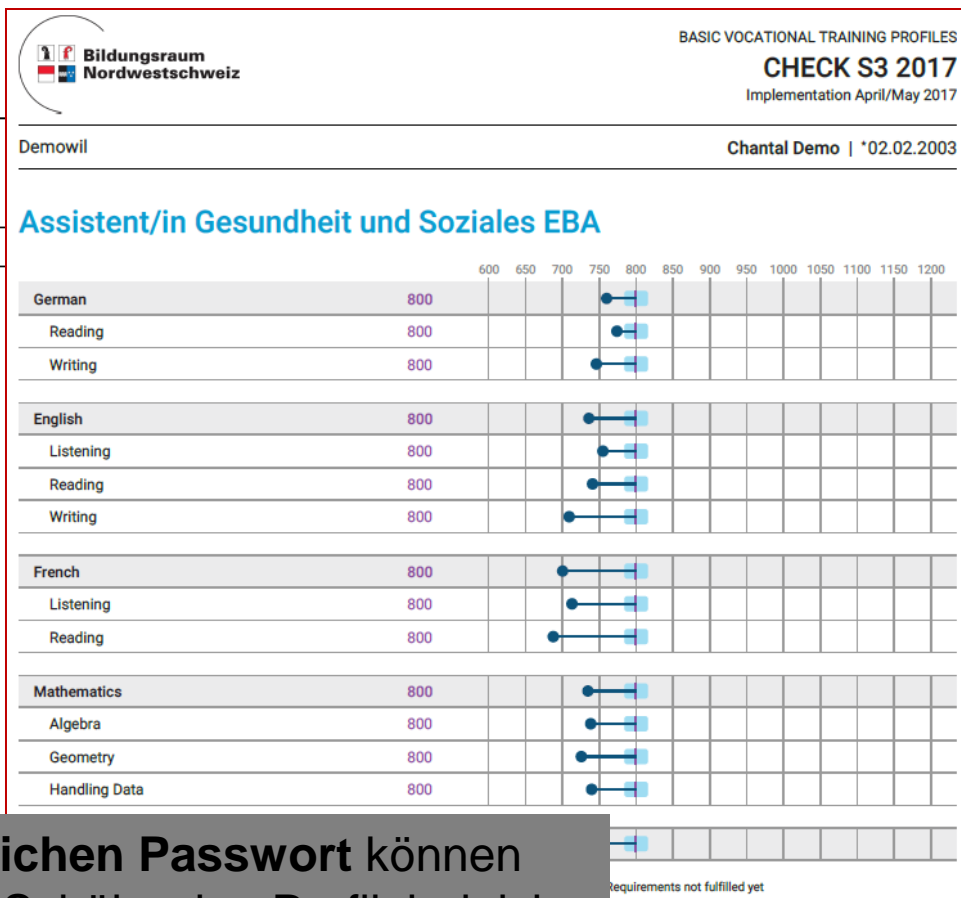 Bildungsraum
Nordwestschweiz
BASIC VOCATIONAL TRAINING PROFILES
CHECK S3 2017
Implementation April/May 2017
Demowil
Chantal Demo | *02.02.2003
Assistent/in Gesundheit und Soziales EBA
600 650 700 750 800 850 900 950 1000 1050 1100 1150 1200
German 800
Reading 800
Writing 800
English 800
Listening 800
Reading 800
Writing 800
French 800
Listening 800
Reading 800
Mathematics 800
Algebra 800
Geometry 800
Handling Data 800
ichen Passwort können
Requirements not fulfilled yet